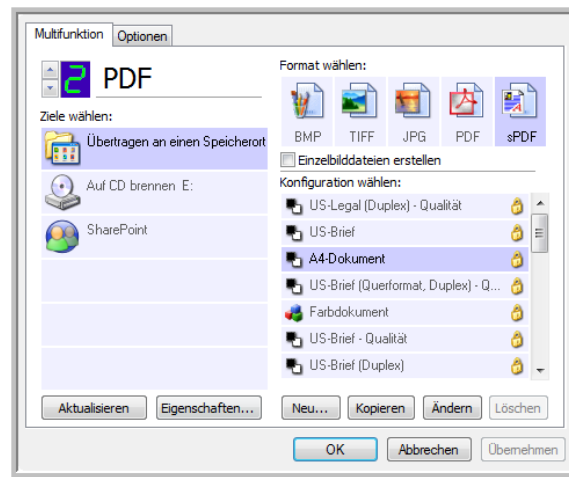 Multifunktion Optionen
2 PDF
Ziele wählen:
Übertragen an einen Speicherort
Auf CD brennen E:
SharePoint
Aktualisieren Eigenschaften...
Format wählen:
BMP TIFF JPG PDF sPDF
Einzelbilddateien erstellen
Konfiguration wählen:
US-Legal (Duplex) - Qualität
US-Brief
A4-Dokument
US-Brief (Querformat, Duplex) - Q...
Farbdokument
US-Brief - Qualität
US-Brief (Duplex)
Neu... Kopieren Ändern Löschen
OK Abbrechen Übernehmen